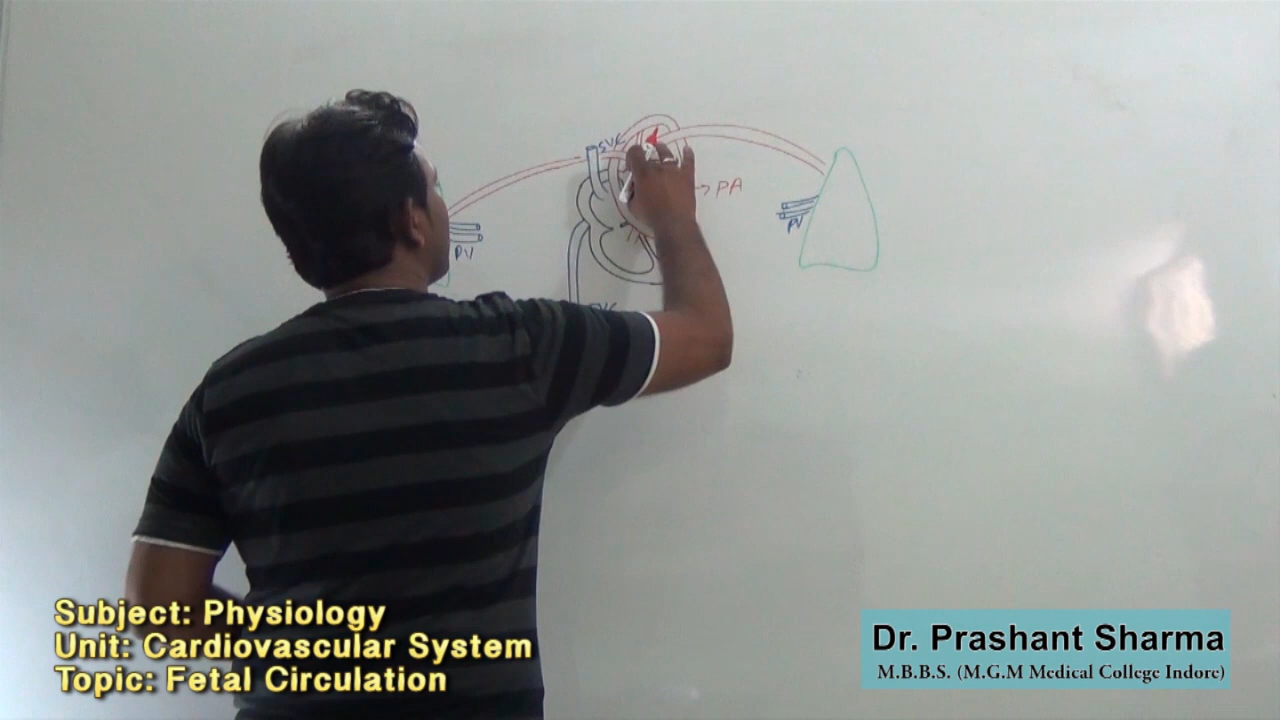 SVC
PA
PV
PV
Subject: Physiology
Unit: Cardiovascular System
Topic: Fetal Circulation
Dr. Prashant Sharma
M.B.B.S. (M.G.M Medical College Indore)